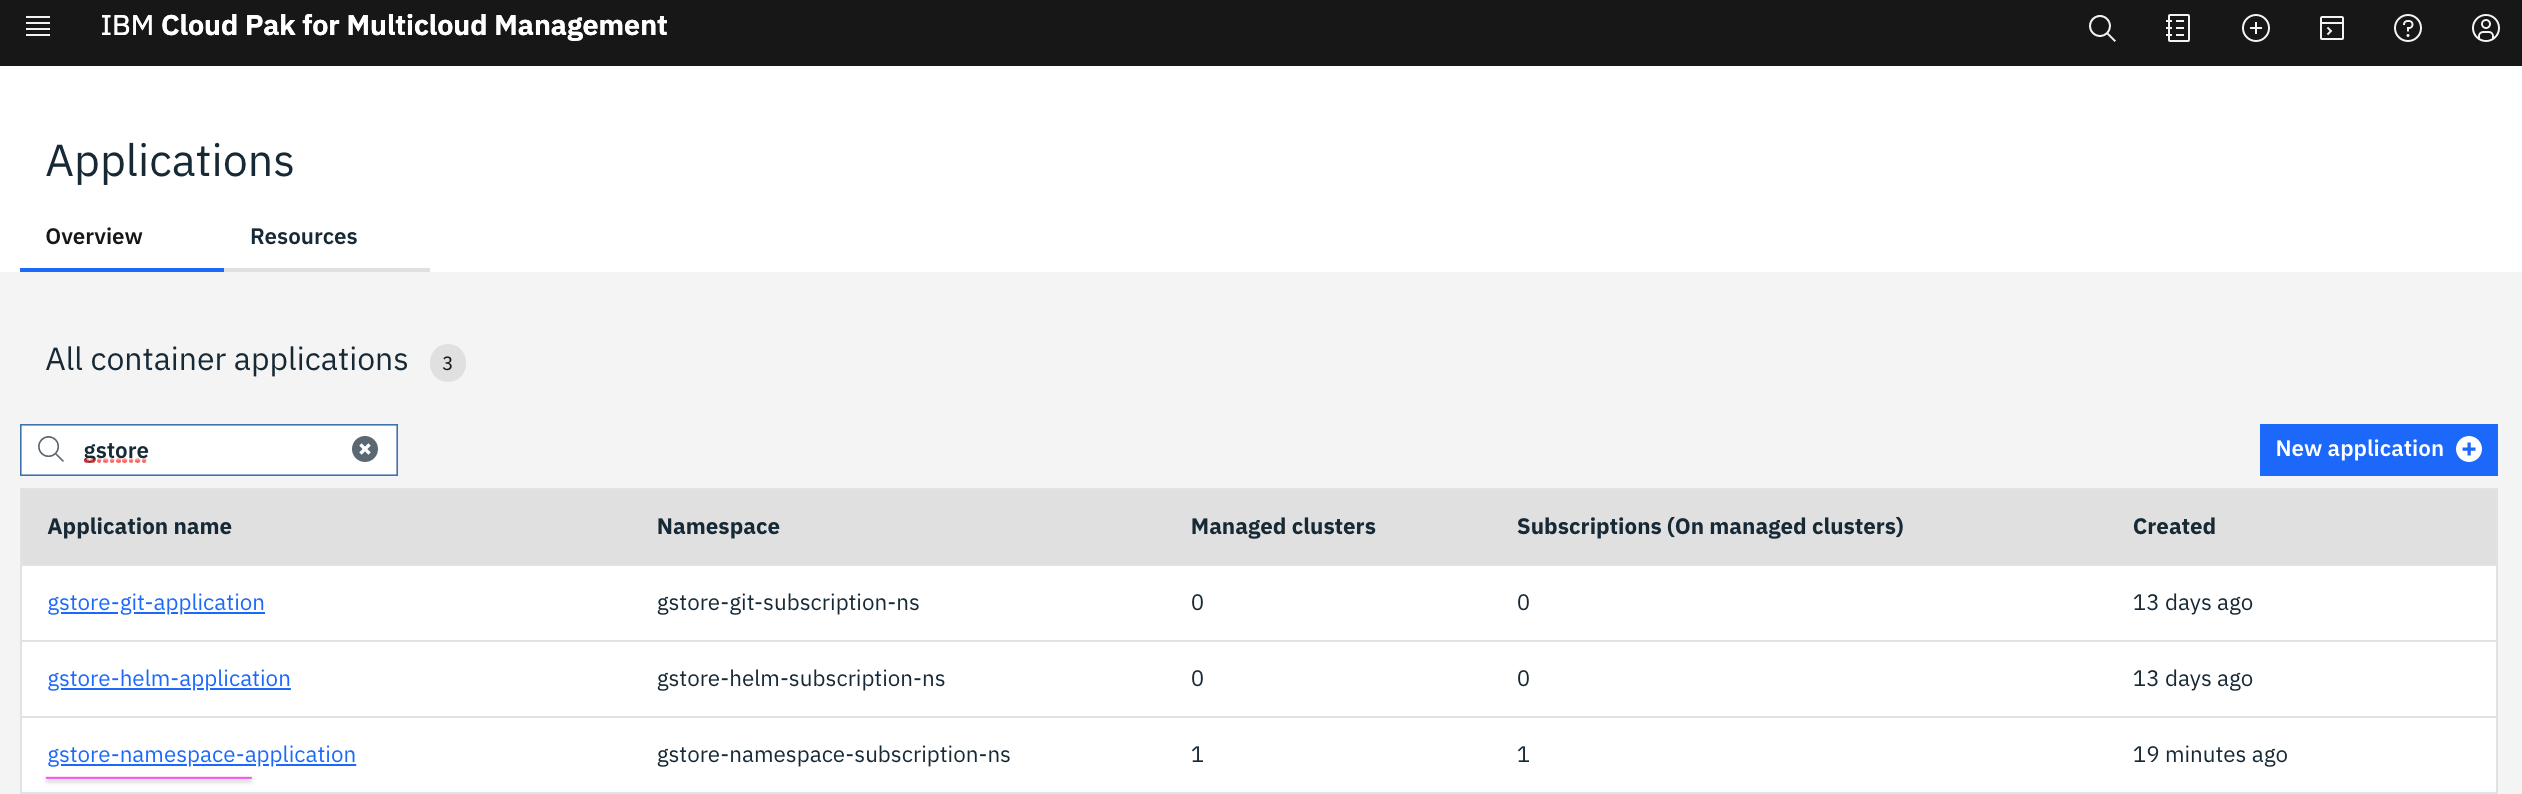 IBM Cloud Pak for Multicloud Management
Applications
Overview Resources
All container applications 3
gstore
New application
Application name Namespace Managed clusters Subscriptions (On managed clusters) Created
gstore-git-application gstore-git-subscription-ns 0 0 13 days ago
gstore-helm-application gstore-helm-subscription-ns 0 0 13 days ago
gstore-namespace-application gstore-namespace-subscription-ns 1 1 19 minutes ago